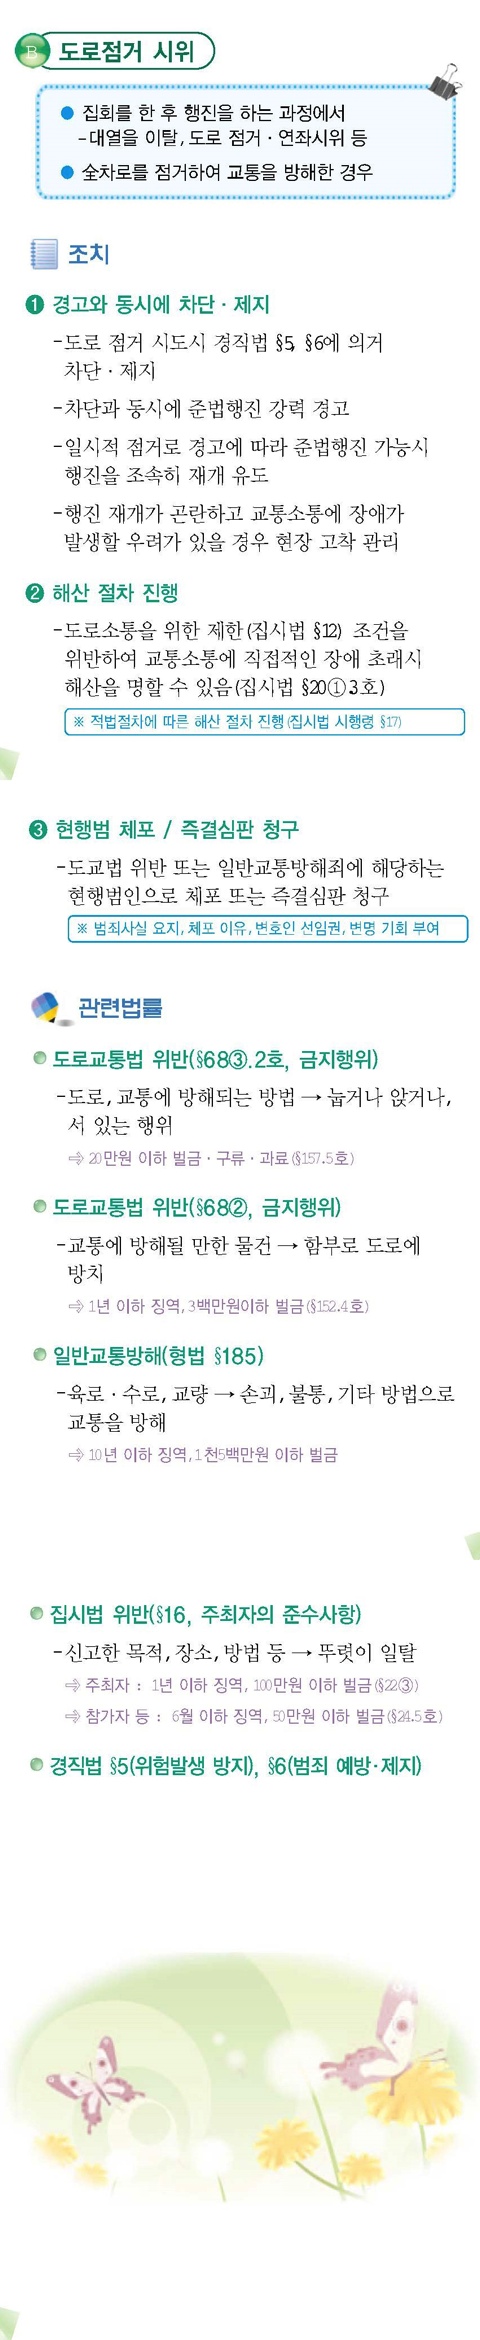 B 도로점거 시위
● 집회를 한 후 행진을 하는 과정에서
-대열을 이탈, 도로 점거·연좌시위 등
● 全차로를 점거하여 교통을 방해한 경우
조치
❶ 경고와 동시에 차단·제지
-도로 점거 시도시 경직법 §5, §6에 의거
차단·제지
-차단과 동시에 준법행진 강력 경고
-일시적 점거로 경고에 따라 준법행진 가능시
행진을 조속히 재개 유도
-행진 재개가 곤란하고 교통소통에 장애가
발생할 우려가 있을 경우 현장 고착 관리
❷ 해산 절차 진행
-도로소통을 위한 제한(집시법 §12) 조건을
위반하여 교통소통에 직접적인 장애 초래시
해산을 명할 수 있음(집시법 §20①.3호)
※ 적법절차에 따른 해산 절차 진행(집시법 시행령 §17)
❸ 현행범 체포 / 즉결심판 청구
-도교법 위반 또는 일반교통방해죄에 해당하는
현행범인으로 체포 또는 즉결심판 청구
※ 범죄사실 요지, 체포 이유, 변호인 선임권, 변명 기회 부여
관련법률
도로교통법 위반(§68③.2호, 금지행위)
-도로, 교통에 방해되는 방법 → 눕거나 앉거나,
서 있는 행위
⇨ 20만원 이하 벌금·구류·과료(§157.5호)
도로교통법 위반(§68②, 금지행위)
-교통에 방해될 만한 물건 → 함부로 도로에
방치
⇨ 1년 이하 징역, 3백만원이하 벌금(§152.4호)
일반교통방해(형법 §185)
-육로·수로, 교량 → 손괴, 불통, 기타 방법으로
교통을 방해
⇨ 10년 이하 징역, 1천5백만원 이하 벌금
집시법 위반(§16, 주최자의 준수사항)
-신고한 목적, 장소, 방법 등 → 뚜렷이 일탈
⇨ 주최자 : 1년 이하 징역, 100만원 이하 벌금(§22③)
⇨ 참가자 등 : 6월 이하 징역, 50만원 이하 벌금(§24.5호)
경직법 §5(위험발생 방지), §6(범죄 예방·제지)